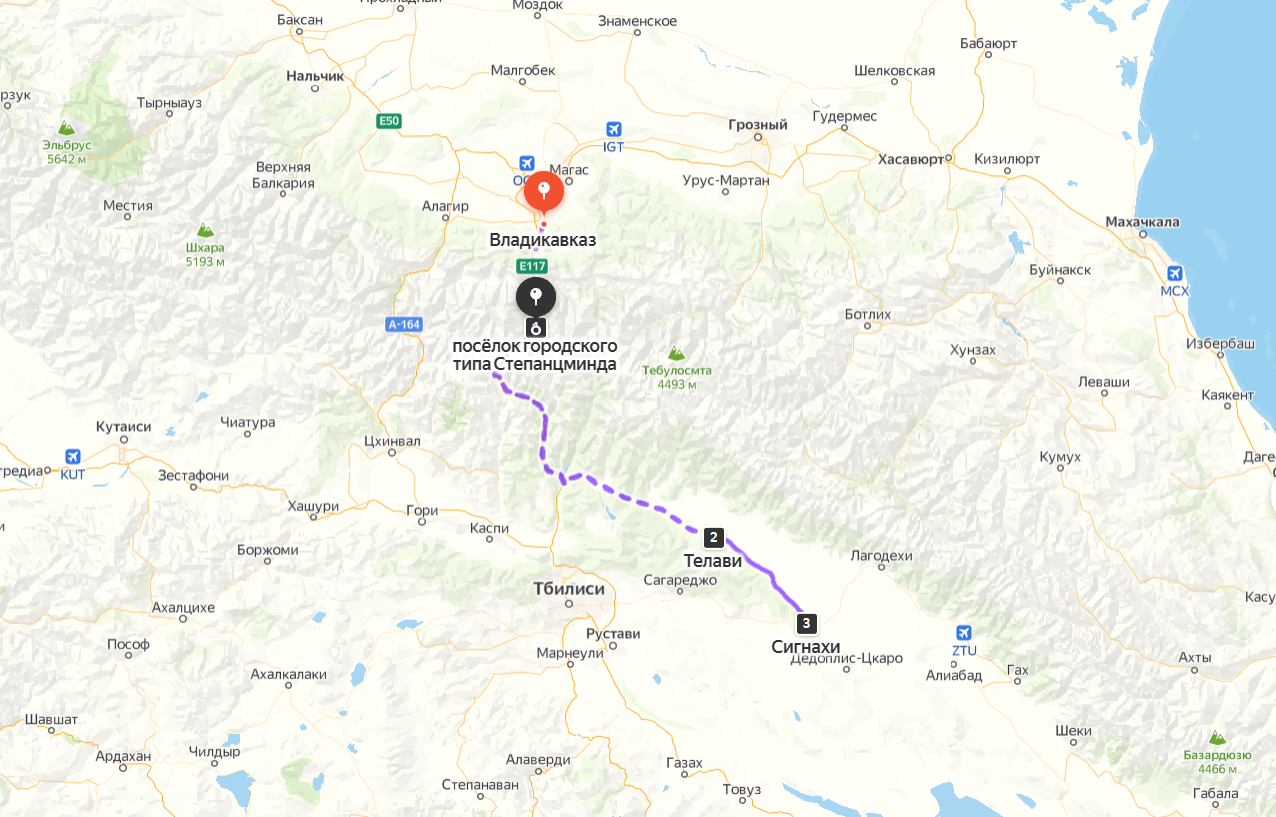 Прохладный
Моздок
Баксан
Знаменское
Бабаюрт
Нальчик
Малгобек
Шелковская
рзук
Тырныауз
E50
IGT
Грозный
Гудермес
Эльбрус
5642 м
Магас
Хасавюрт
Кизилюрт
Верхняя
Балкария
Урус-Мартан
Местия
Алагир
Махачкала
Шхара
5193 м
Владикавказ
E117
Буйнакск
MCX
Ботлих
А-164
6
посёлок городского
типа Степанцминда
Хунзах
Избербаш
Тебулосмта
4493 м
Леваши
Каякент
Чиатура
Кутаиси
Цхинвал
KUT
тредиа
Зестафони
Кумух
Даге
Хашури
Гори
Каспи
2
Телави
Боржоми
Лагодехи
Сагареджо
Тбилиси
Касу
Ахалцихе
3
Сигнахи
Рустави
Марнеули
Поsоф
ZTU
Дедоплис-Цкаро
Алиабад
Гах
Ахты
Ахалкалаки
Шавшат
Шеки
Ардахан
Чилдыр
Алаверди
Газах
Базардюзю
4466 м
Степанаван
Товуз
Габала